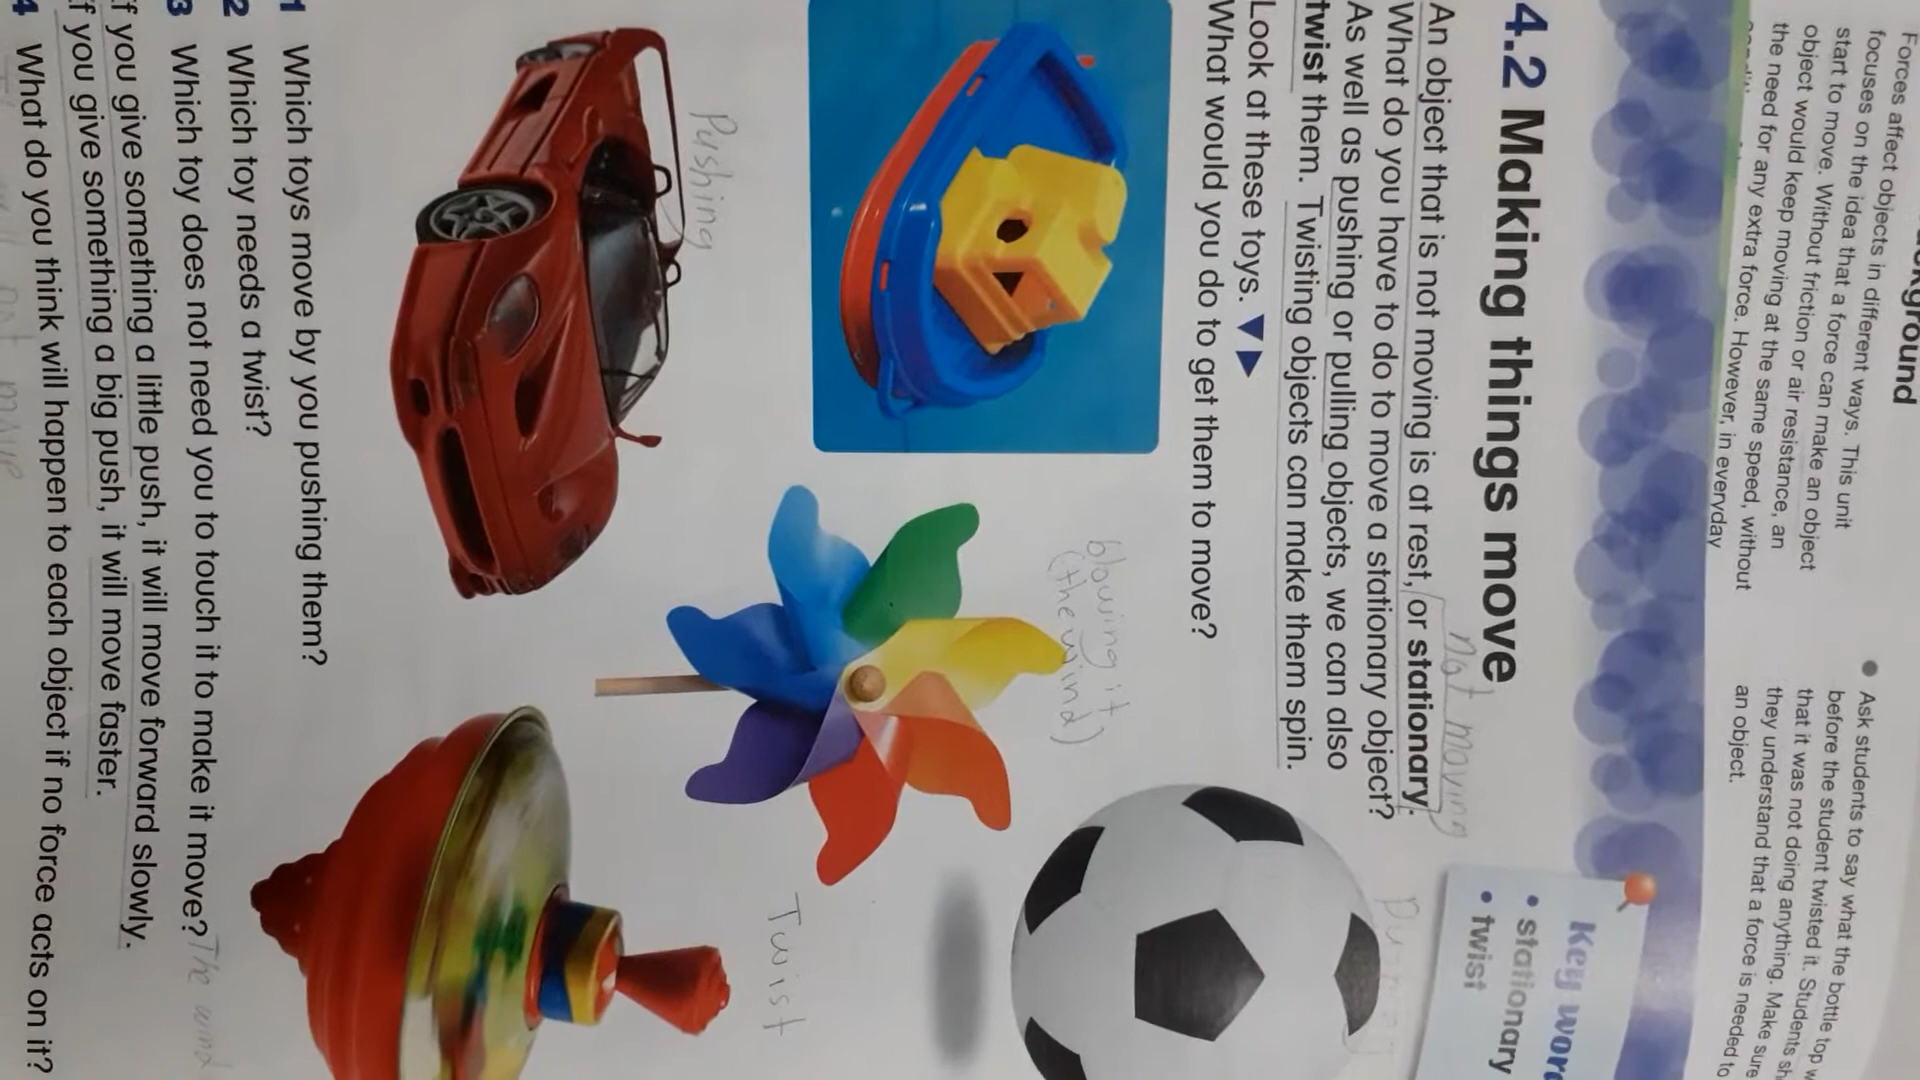 Background
Forces affect objects in different ways. This unit
focuses on the idea that a force can make an object
start to move. Without friction or air resistance, an
object would keep moving at the same speed, without
the need for any extra force. However, in everyday
Ask students to say what the bottle top w
before the student twisted it. Students sh
that it was not doing anything. Make sure
they understand that a force is needed to
an object.
4.2 Making things move
Key wor
• stationary
• twist
An object that is not moving is at rest, or stationary.
not moving
What do you have to do to move a stationary object?
As well as pushing or pulling objects, we can also
twist them. Twisting objects can make them spin.
Look at these toys.
What would you do to get them to move?
blowing it
(the wind)
Pushing
Twist
1 Which toys move by you pushing them?
2 Which toy needs a twist?
3 Which toy does not need you to touch it to make it move? The wind
If you give something a little push, it will move forward slowly.
If you give something a big push, it will move faster.
4 What do you think will happen to each object if no force acts on it?
not move